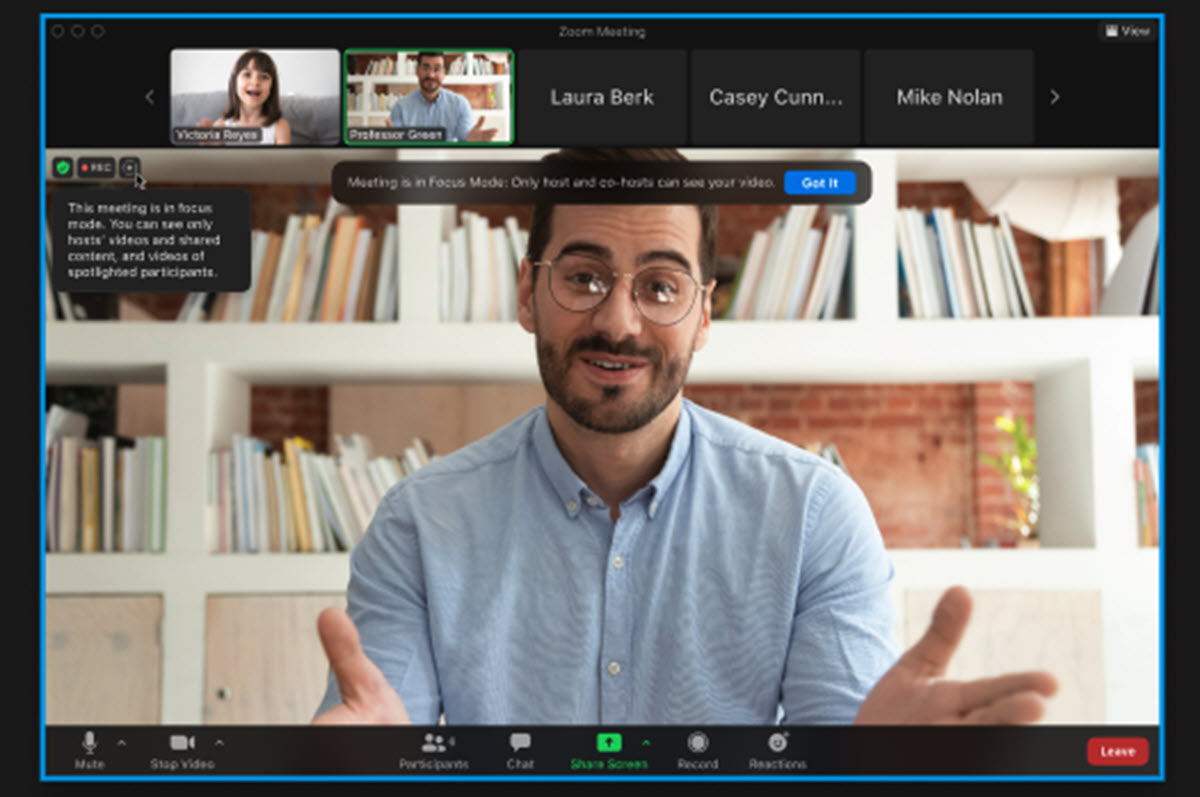 Zoom Meeting
View
Victoria Reyes
Professor Green
Laura Berk
Casey Cunn...
Mike Nolan
REC
Meeting is in Focus Mode: Only host and co-hosts can see your video.
Got It
This meeting is in focus
mode. You can see only
hosts' videos and shared
content, and videos of
spotlighted participants.
Mute
Stop Video
Participants
4
Chat
Share Screen
Record
Reactions
Leave